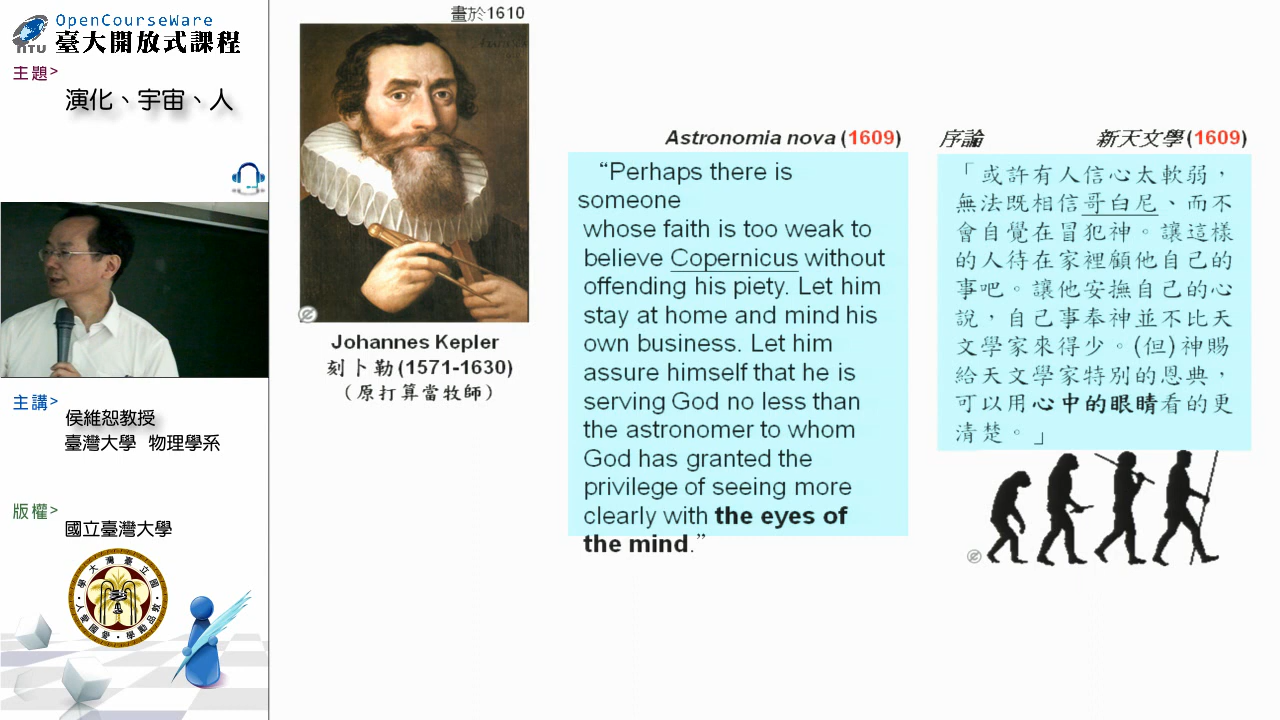 OpenCourseWare
NTU
臺大開放式課程
主題>
演化、宇宙、人
主講>
侯維恕教授
臺灣大學 物理學系
版權>
國立臺灣大學
畫於1610
Johannes Kepler
刻卜勒(1571-1630)
(原打算當牧師)
Astronomia nova (1609)
“Perhaps there is
someone
whose faith is too weak to
believe Copernicus without
offending his piety. Let him
stay at home and mind his
own business. Let him
assure himself that he is
serving God no less than
the astronomer to whom
God has granted the
privilege of seeing more
clearly with the eyes of
the mind.”
序論 新天文學(1609)
「或許有人信心太軟弱，
無法既相信哥白尼、而不
會自覺在冒犯神。讓這樣
的人待在家裡顧他自己的
事吧。讓他安撫自己的心
說，自己事奉神並不比天
文學家來得少。(但)神賜
給天文學家特別的恩典，
可以用心中的眼睛看的更
清楚。」